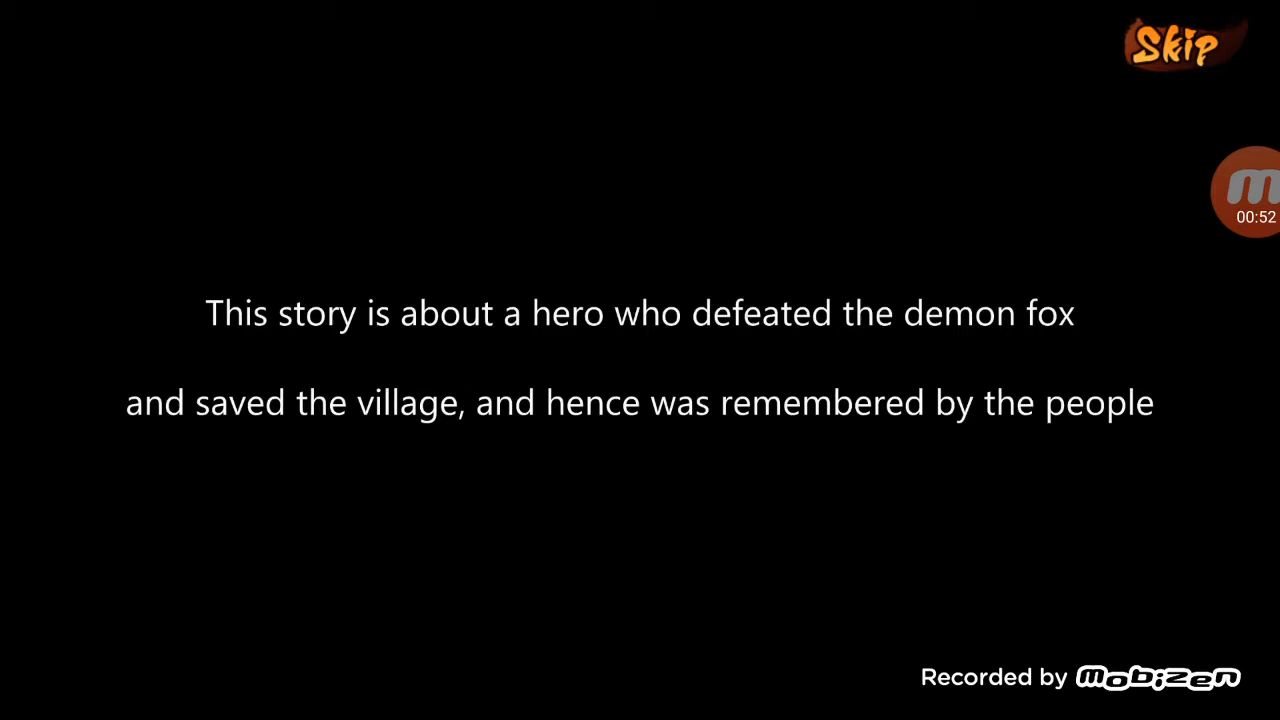 Skip
00:52
This story is about a hero who defeated the demon fox
and saved the village, and hence was remembered by the people
Recorded by mobizen